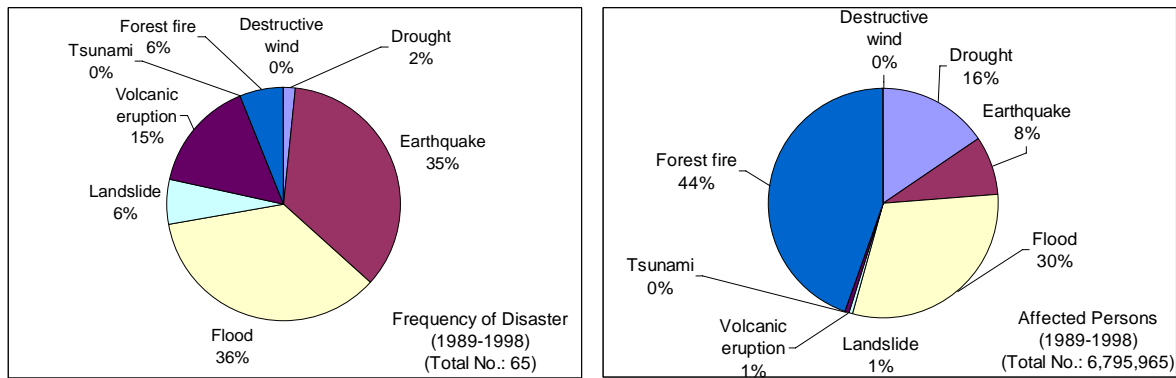 Forest fire
6%
Destructive
wind
0%
Drought
2%
Tsunami
0%
Volcanic
eruption
15%
Earthquake
35%
Landslide
6%
Flood
36%
Frequency of Disaster
(1989-1998)
(Total No.: 65)
Destructive
wind
0%
Drought
16%
Earthquake
8%
Forest fire
44%
Flood
30%
Tsunami
0%
Volcanic
eruption
1%
Landslide
1%
Affected Persons
(1989-1998)
(Total No.: 6,795,965)